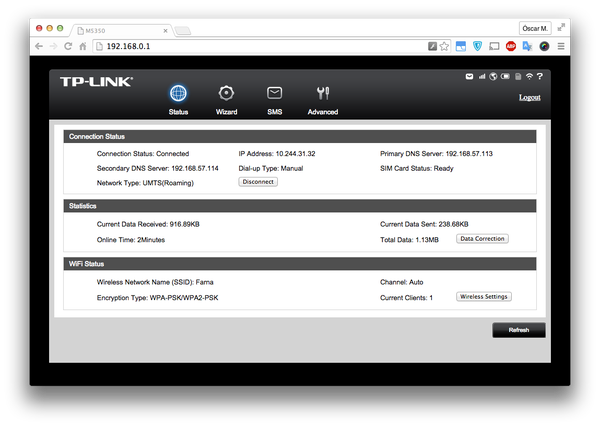 M5350
Òscar M.
192.168.0.1
ABP
TP-LINK®
Status Wizard SMS Advanced
Logout
Connection Status
Connection Status: Connected IP Address: 10.244.31.32 Primary DNS Server: 192.168.57.113
Secondary DNS Server: 192.168.57.114 Dial-up Type: Manual SIM Card Status: Ready
Network Type: UMTS(Roaming) Disconnect
Statistics
Current Data Received: 916.89KB Current Data Sent: 238.68KB
Online Time: 2Minutes Total Data: 1.13MB Data Correction
WiFi Status
Wireless Network Name (SSID): Farna Channel: Auto
Encryption Type: WPA-PSK/WPA2-PSK Current Clients: 1 Wireless Settings
Refresh